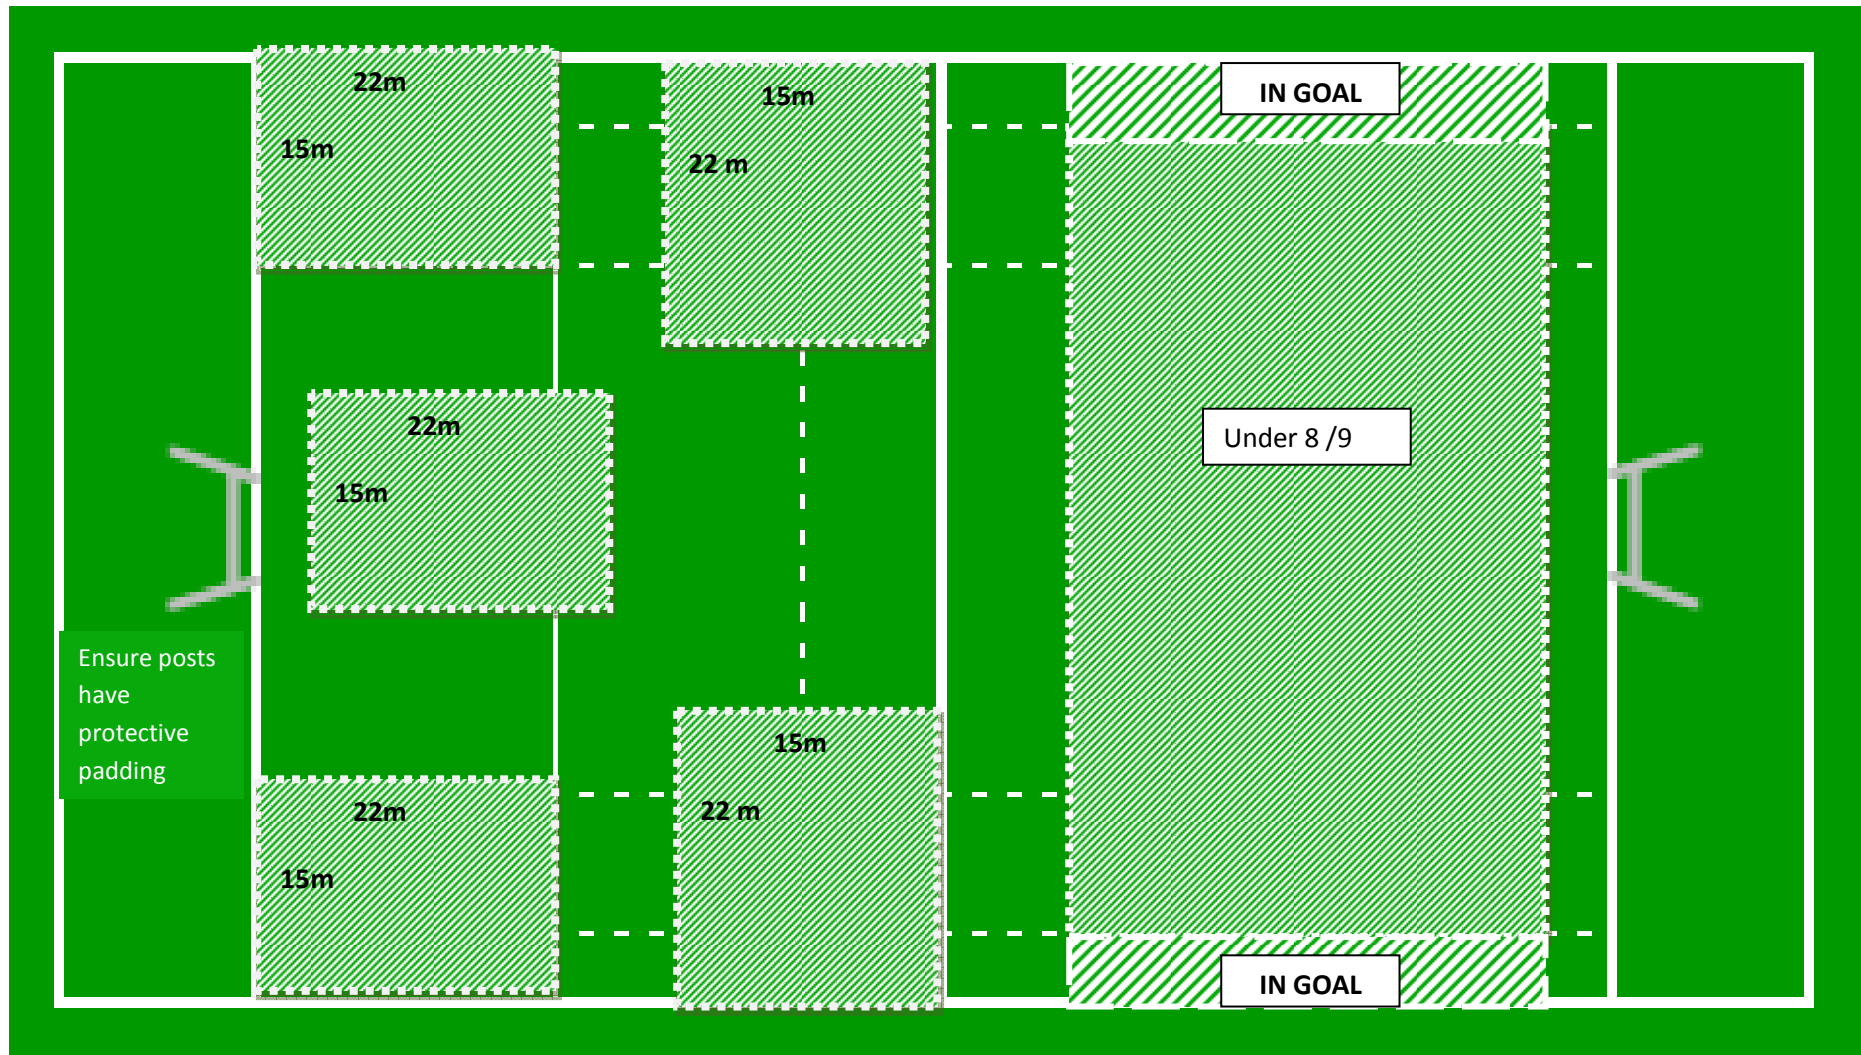 22m
15m
15m
22 m
IN GOAL
22m
15m
Under 8 /9
Ensure posts
have
protective
padding
22m
15m
15m
22 m
IN GOAL